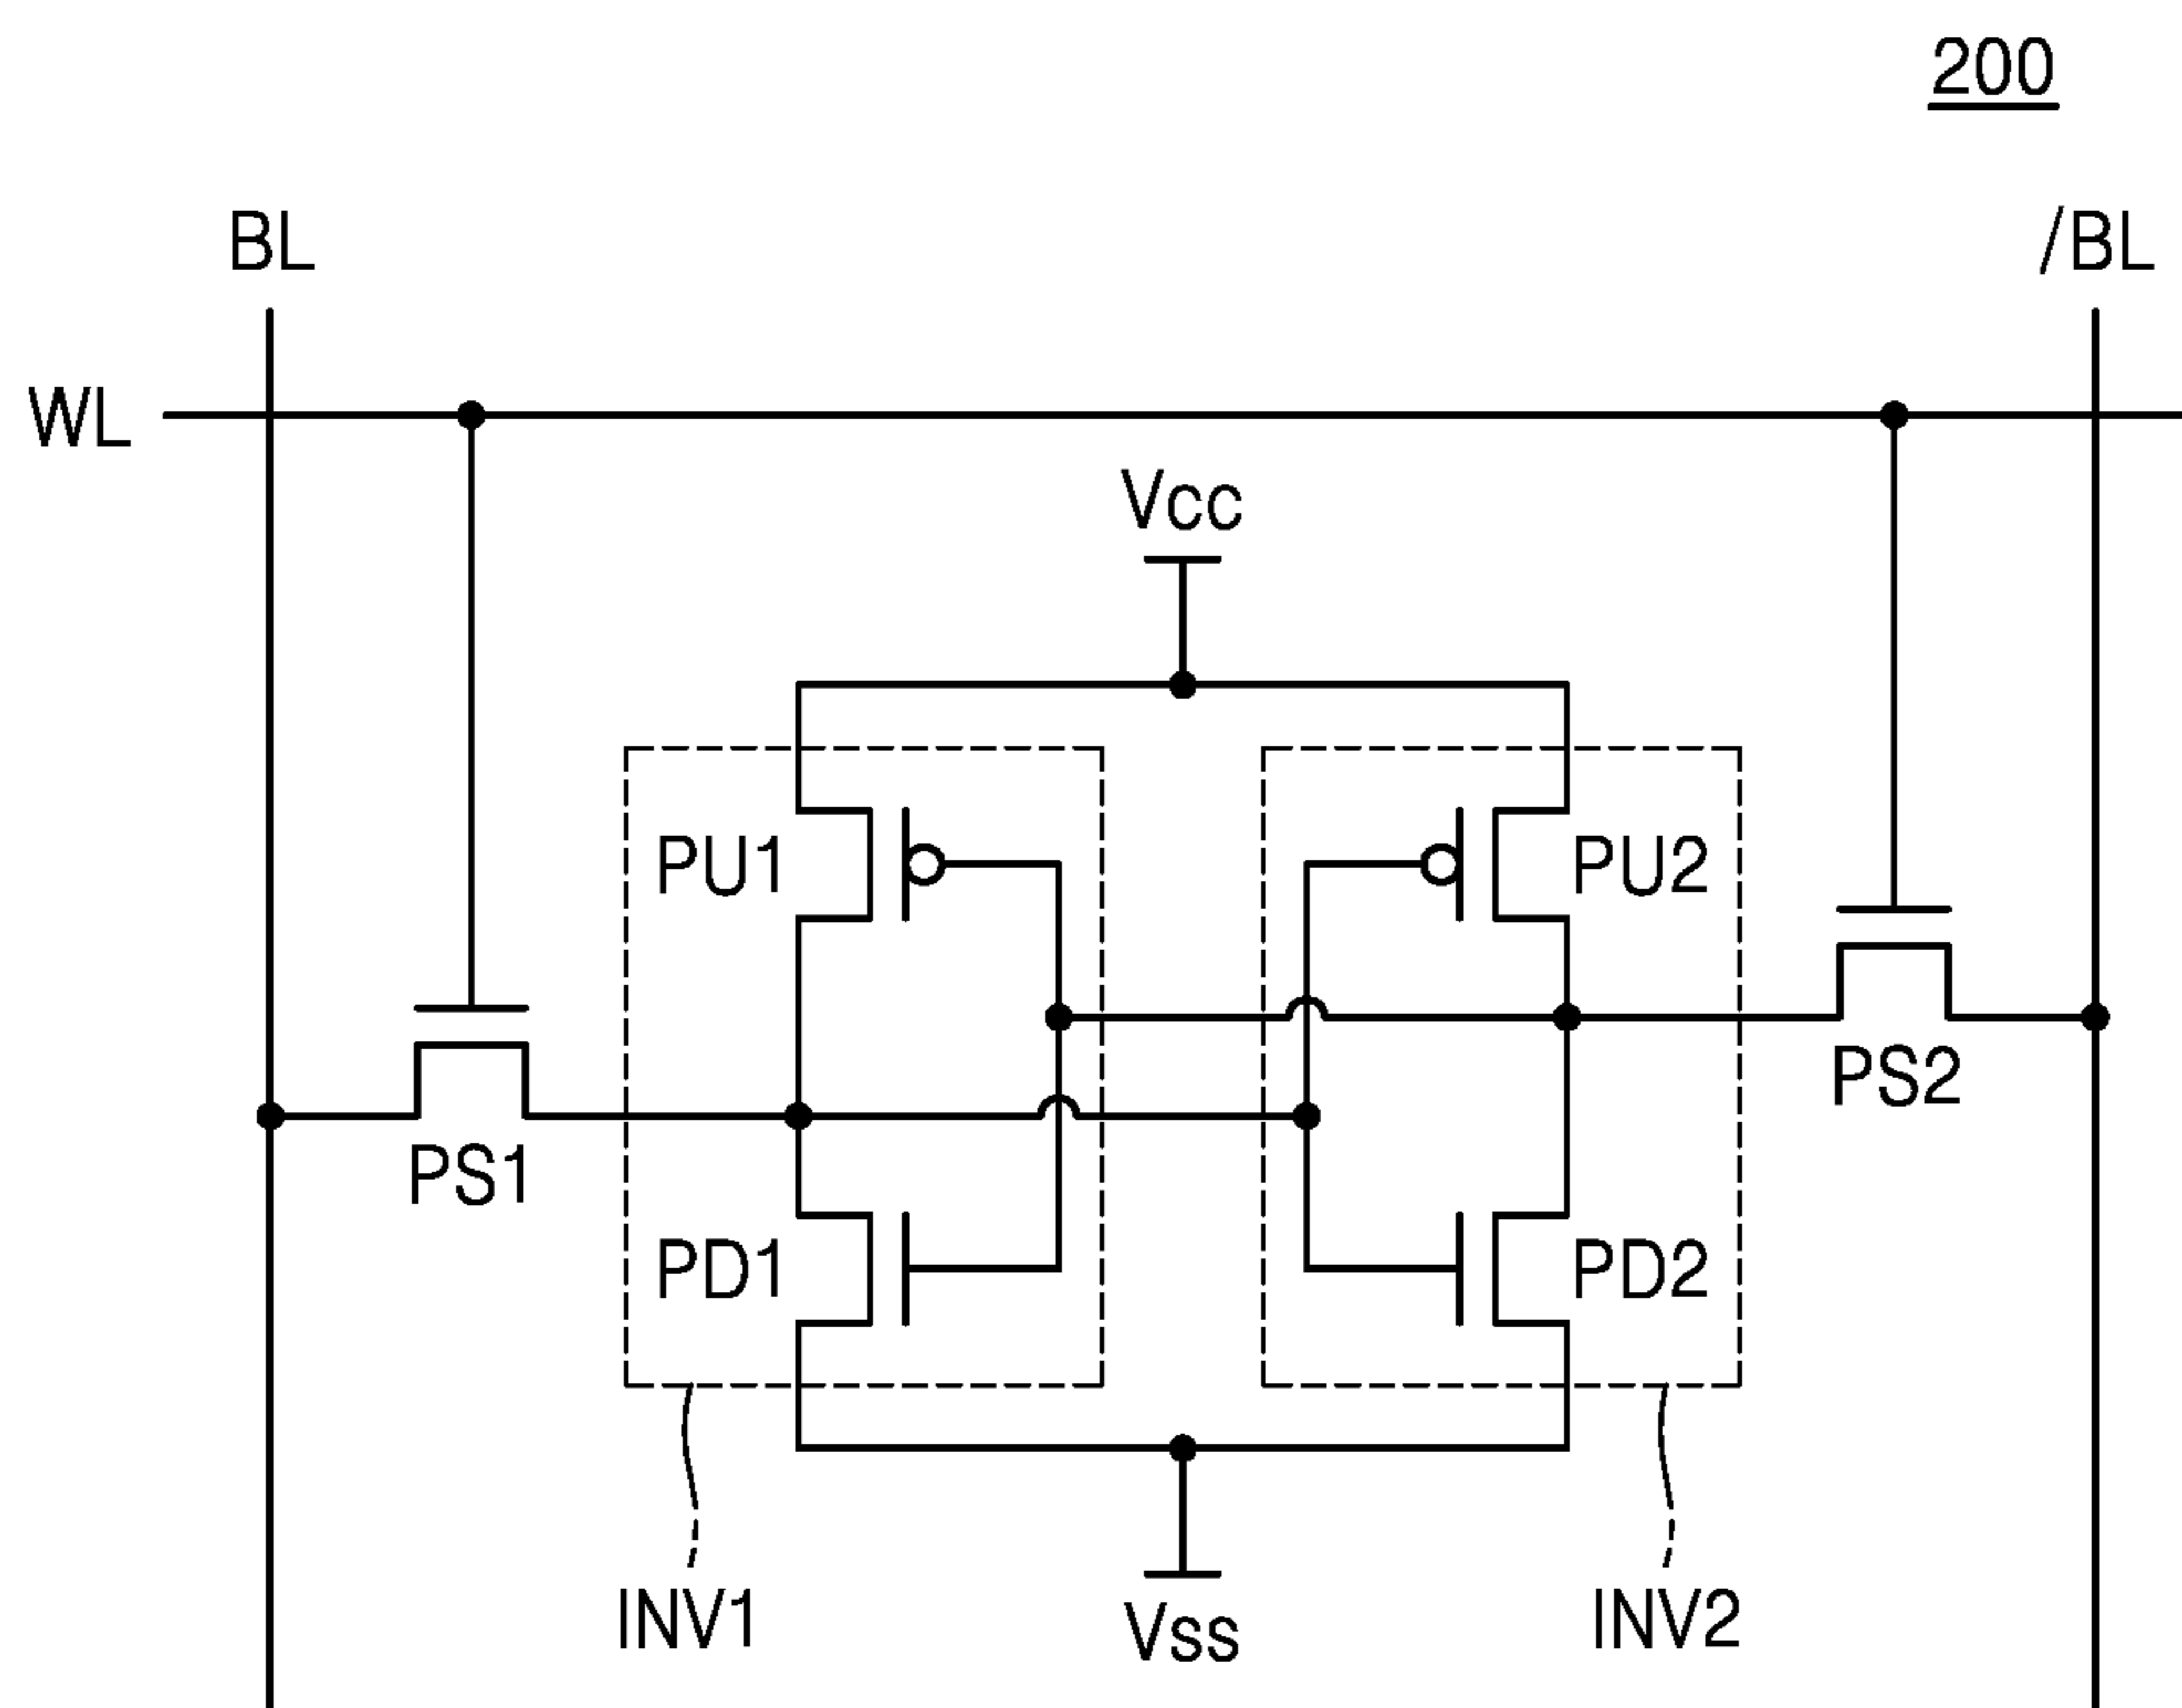 200
BL
/BL
WL
Vcc
PU1
PU2
PS2
PS1
PD1
PD2
INV1
Vss
INV2